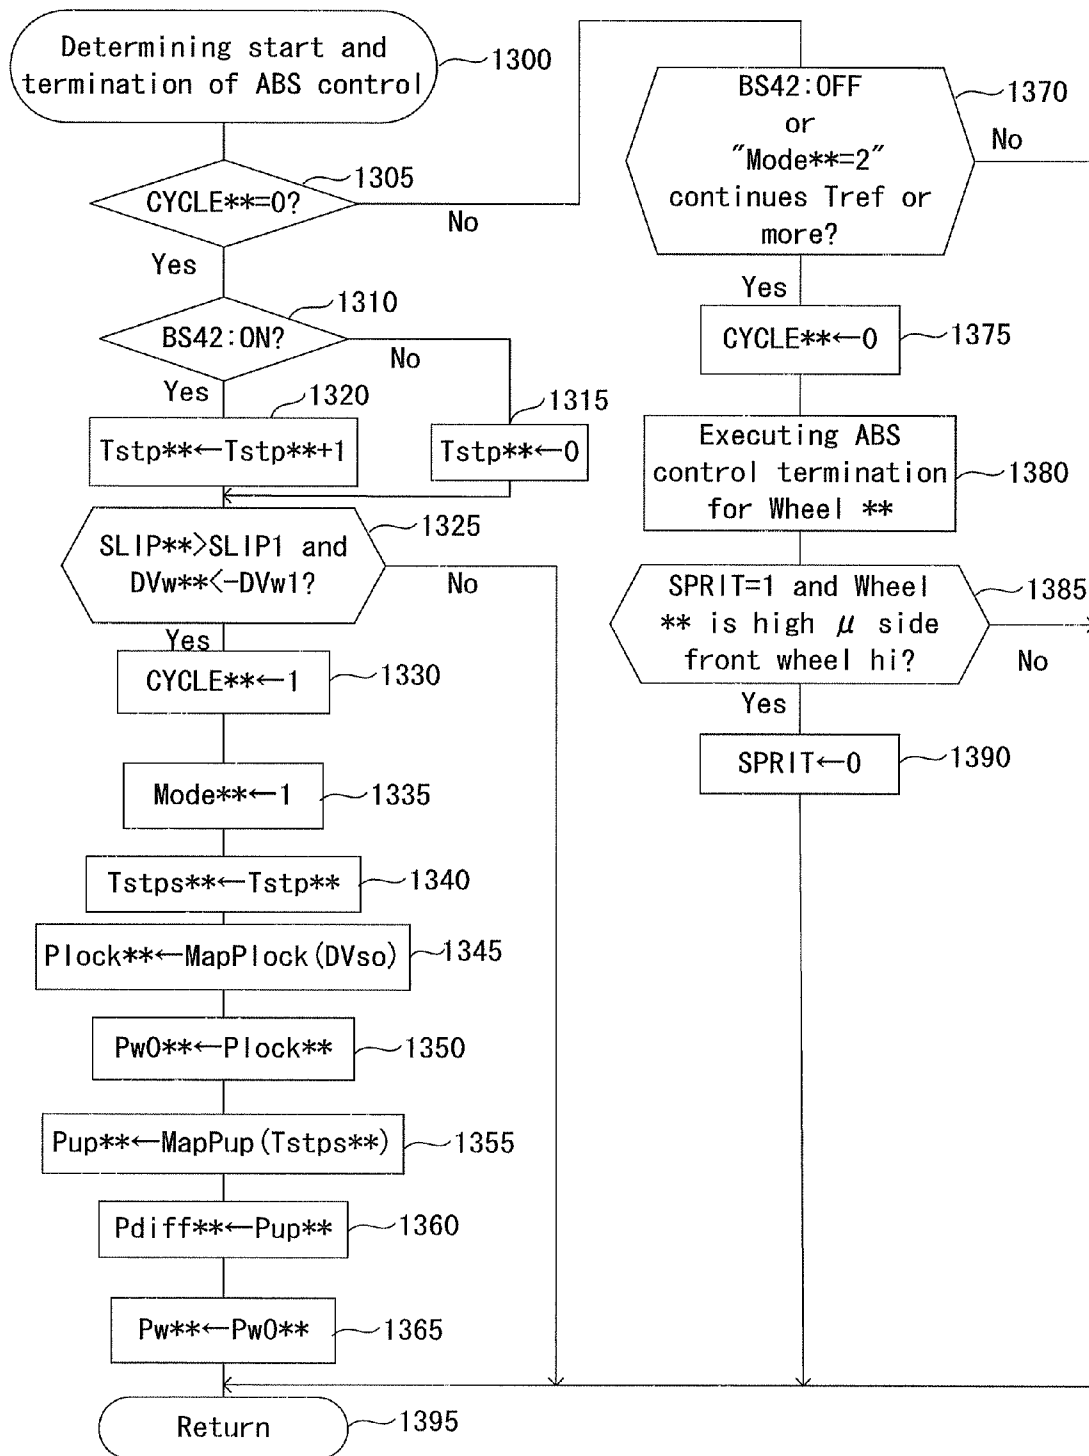 Determining start and
termination of ABS control
1300
CYCLE**=0?
1305
No
Yes
BS42:ON?
1310
No
Yes
1320
Tstp**←Tstp**+1
1315
Tstp**←0
SLIP**>SLIP1 and
DVw**<-DVw1?
1325
No
Yes
CYCLE**←1
1330
Mode**←1
1335
Tstps**←Tstp**
1340
Plock**←MapPlock(DVso)
1345
Pw0**←Plock**
1350
Pup**←MapPup(Tstps**)
1355
Pdiff**←Pup**
1360
Pw**←Pw0**
1365
Return
1395
BS42:OFF
or
"Mode**=2"
continues Tref or
more?
1370
No
Yes
CYCLE**←0
1375
Executing ABS
control termination
for Wheel **
1380
SPRIT=1 and Wheel
** is high μ side
front wheel hi?
1385
No
Yes
SPRIT←0
1390